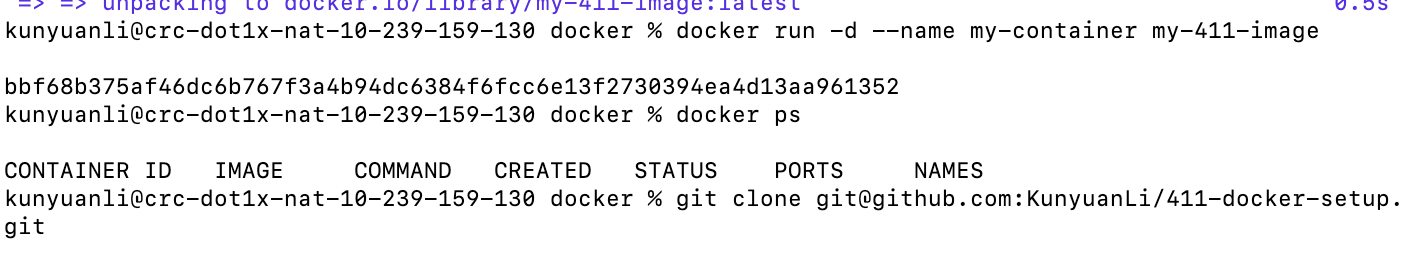 => => unpacking to docker.io/library/my-411-image:latest 0.5s
kunyuanli@crc-dot1x-nat-10-239-159-130 docker % docker run -d --name my-container my-411-image
bbf68b375af46dc6b767f3a4b94dc6384f6fcc6e13f2730394ea4d13aa961352
kunyuanli@crc-dot1x-nat-10-239-159-130 docker % docker ps
CONTAINER ID IMAGE COMMAND CREATED STATUS PORTS NAMES
kunyuanli@crc-dot1x-nat-10-239-159-130 docker % git clone git@github.com:KunyuanLi/411-docker-setup.
git